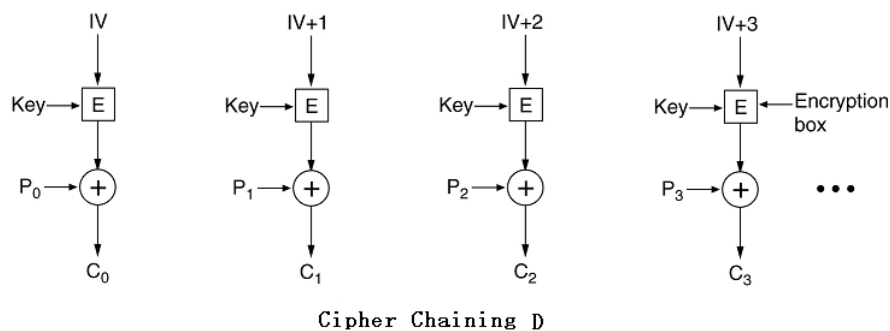 IV IV+1 IV+2 IV+3
Key E Key E Key E Key E Encryption box
P₀ + P₁ + P₂ + P₃ + •••
C₀ C₁ C₂ C₃
Cipher Chaining D